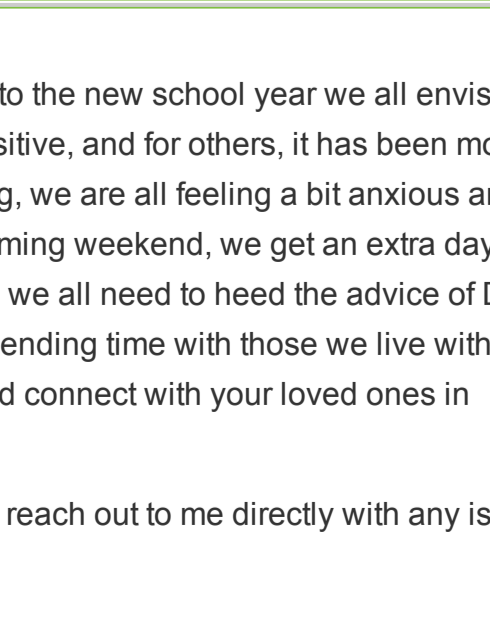 to the new school year we all envis
sitive, and for others, it has been mo
g, we are all feeling a bit anxious a
ming weekend, we get an extra day
we all need to heed the advice of D
ending time with those we live with
d connect with your loved ones in
reach out to me directly with any is